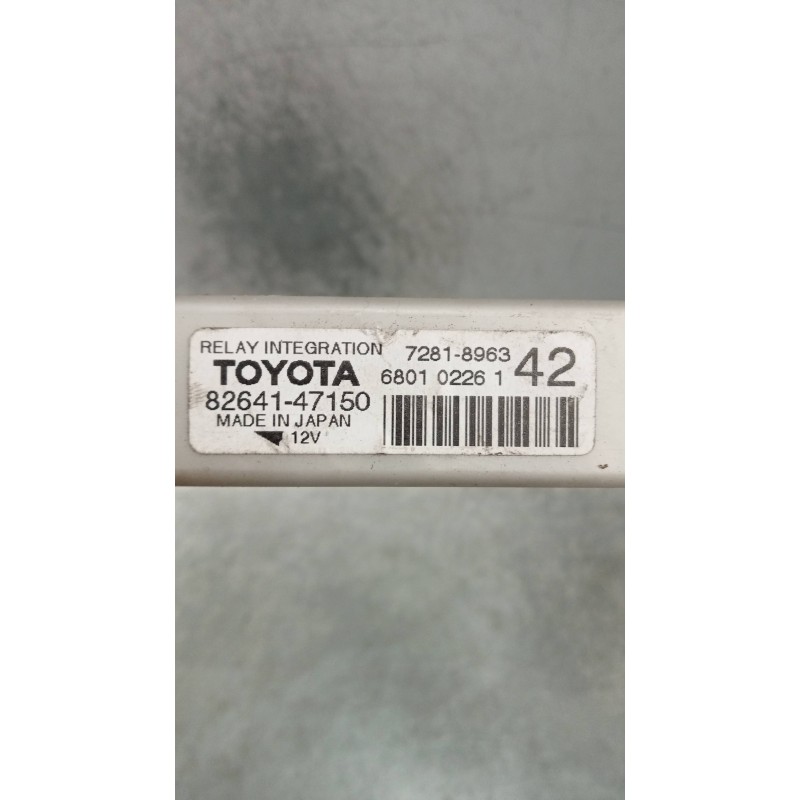 RELAY INTEGRATION 7281-8963
TOYOTA 6801 0226 1 42
82641-47150
MADE IN JAPAN
12V